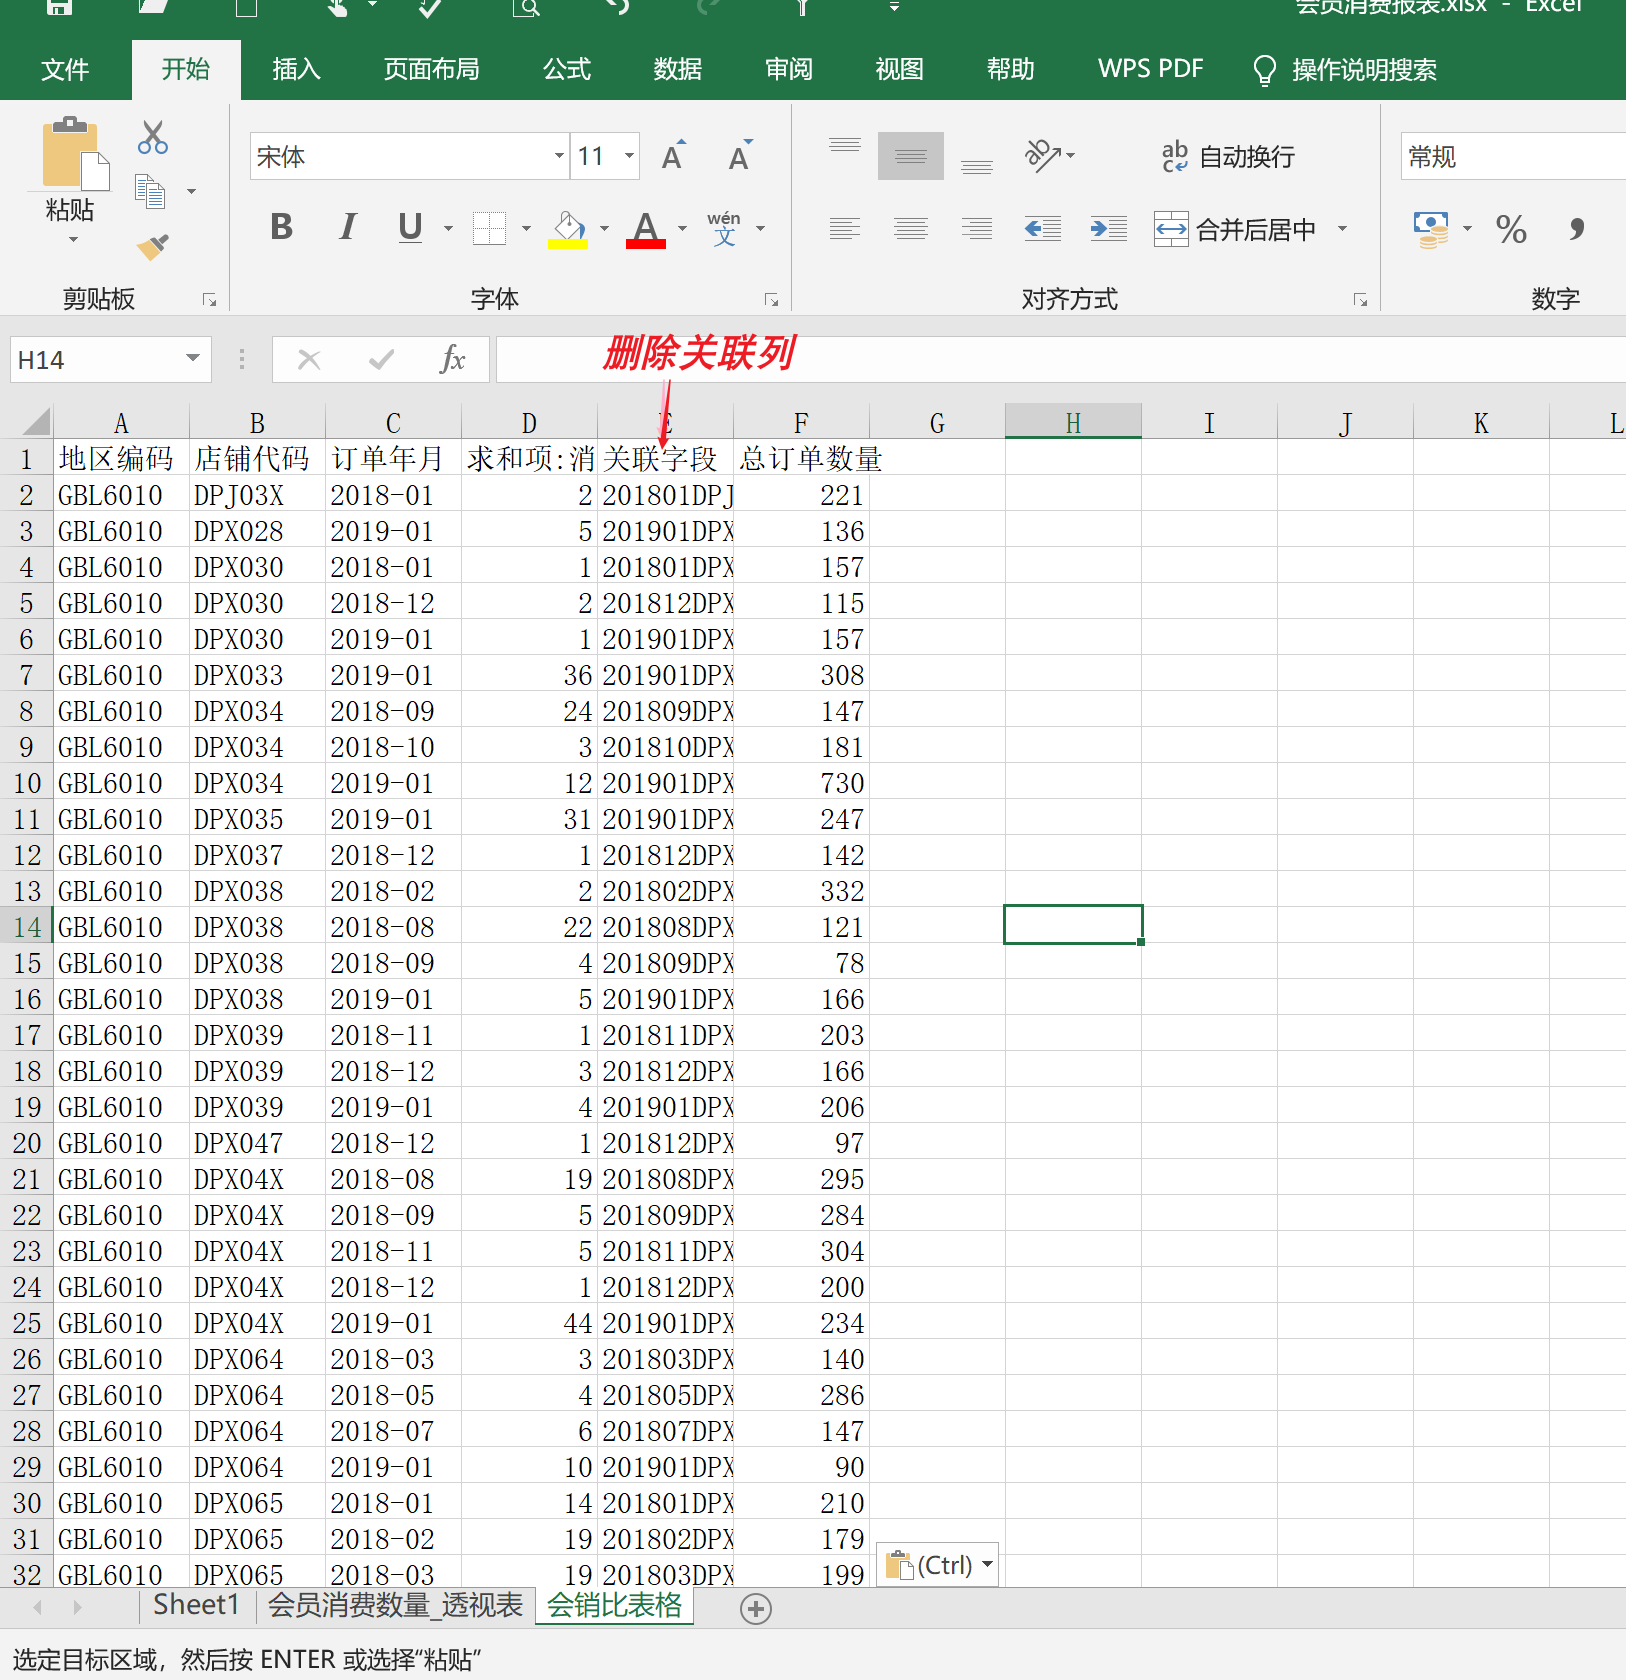 会员消费报表.xlsx - Excel
文件 开始 插入 页面布局 公式 数据 审阅 视图 帮助 WPS PDF 操作说明搜索
宋体 11 A A ab 自动换行 常规
粘贴 B I U A wén 文 合并后居中 % ,
剪贴板 字体 对齐方式 数字
删除关联列
H14 fx
A B C D E F G H I J K L
1 地区编码 店铺代码 订单年月 求和项:消 关联字段 总订单数量
2 GBL6010 DPJ03X 2018-01 2 201801DPJ 221
3 GBL6010 DPX028 2019-01 5 201901DPX 136
4 GBL6010 DPX030 2018-01 1 201801DPX 157
5 GBL6010 DPX030 2018-12 2 201812DPX 115
6 GBL6010 DPX030 2019-01 1 201901DPX 157
7 GBL6010 DPX033 2019-01 36 201901DPX 308
8 GBL6010 DPX034 2018-09 24 201809DPX 147
9 GBL6010 DPX034 2018-10 3 201810DPX 181
10 GBL6010 DPX034 2019-01 12 201901DPX 730
11 GBL6010 DPX035 2019-01 31 201901DPX 247
12 GBL6010 DPX037 2018-12 1 201812DPX 142
13 GBL6010 DPX038 2018-02 2 201802DPX 332
14 GBL6010 DPX038 2018-08 22 201808DPX 121
15 GBL6010 DPX038 2018-09 4 201809DPX 78
16 GBL6010 DPX038 2019-01 5 201901DPX 166
17 GBL6010 DPX039 2018-11 1 201811DPX 203
18 GBL6010 DPX039 2018-12 3 201812DPX 166
19 GBL6010 DPX039 2019-01 4 201901DPX 206
20 GBL6010 DPX047 2018-12 1 201812DPX 97
21 GBL6010 DPX04X 2018-08 19 201808DPX 295
22 GBL6010 DPX04X 2018-09 5 201809DPX 284
23 GBL6010 DPX04X 2018-11 5 201811DPX 304
24 GBL6010 DPX04X 2018-12 1 201812DPX 200
25 GBL6010 DPX04X 2019-01 44 201901DPX 234
26 GBL6010 DPX064 2018-03 3 201803DPX 140
27 GBL6010 DPX064 2018-05 4 201805DPX 286
28 GBL6010 DPX064 2018-07 6 201807DPX 147
29 GBL6010 DPX064 2019-01 10 201901DPX 90
30 GBL6010 DPX065 2018-01 14 201801DPX 210
31 GBL6010 DPX065 2018-02 19 201802DPX 179
32 GBL6010 DPX065 2018-03 19 201803DPX 199
(Ctrl)
Sheet1 会员消费数量_透视表 会销比表格
选定目标区域，然后按 ENTER 或选择“粘贴”